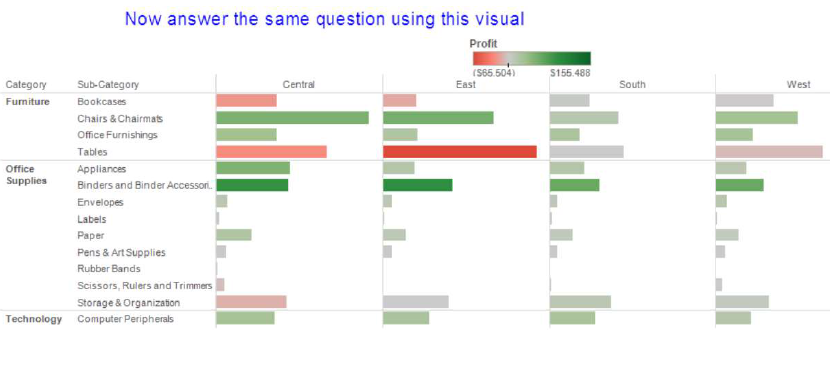 Now answer the same question using this visual
Profit
($65,504) $155,488
Category Sub-Category Central East South West
Furniture Bookcases
Chairs & Chairmats
Office Furnishings
Tables
Office Supplies Appliances
Binders and Binder Accessori..
Envelopes
Labels
Paper
Pens & Art Supplies
Rubber Bands
Scissors, Rulers and Trimmers
Storage & Organization
Technology Computer Peripherals